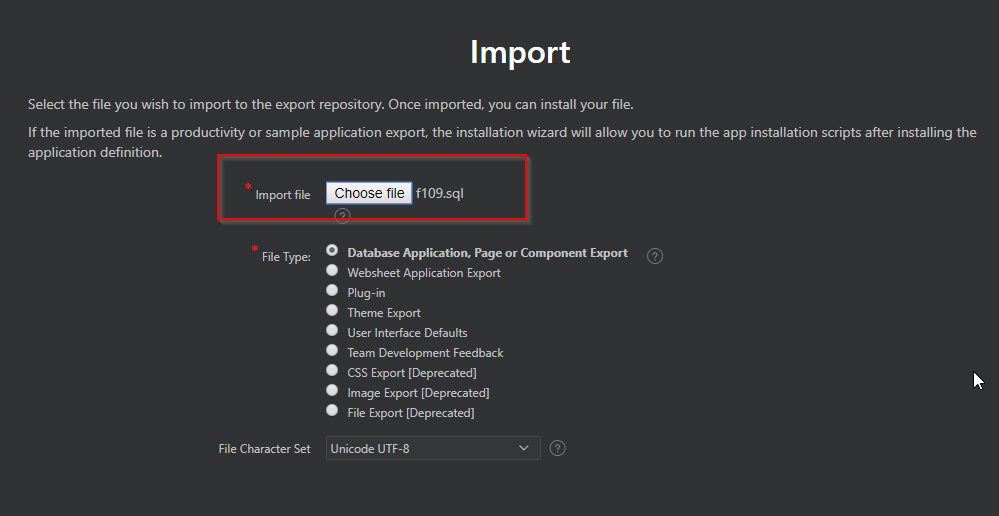 Import
Select the file you wish to import to the export repository. Once imported, you can install your file.
If the imported file is a productivity or sample application export, the installation wizard will allow you to run the app installation scripts after installing the
application definition.
* Import file Choose file f109.sql
?
* File Type: Database Application, Page or Component Export ?
Websheet Application Export
Plug-in
Theme Export
User Interface Defaults
Team Development Feedback
CSS Export [Deprecated]
Image Export [Deprecated]
File Export [Deprecated]
File Character Set Unicode UTF-8 ?